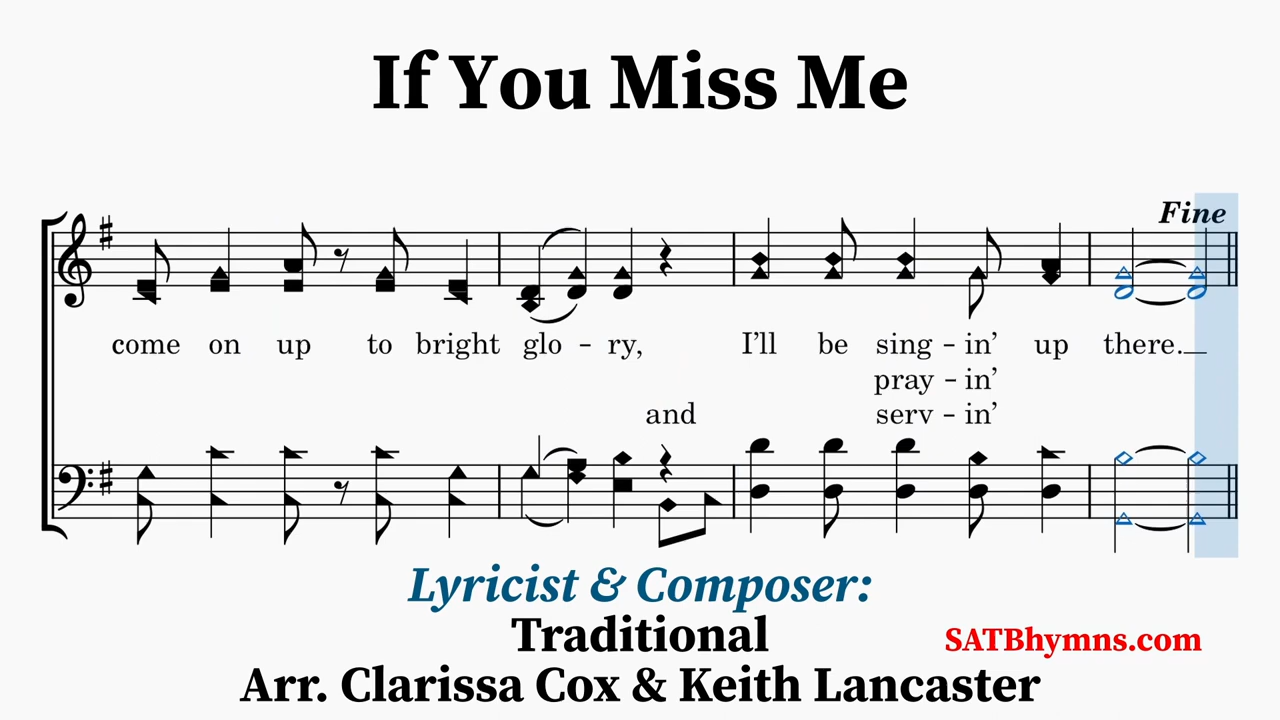 If You Miss Me
Fine
come on up to bright glo - ry, I’ll be sing - in’ up there.
pray - in’
and serv - in’
Lyricist & Composer:
Traditional
SATBhymns.com
Arr. Clarissa Cox & Keith Lancaster